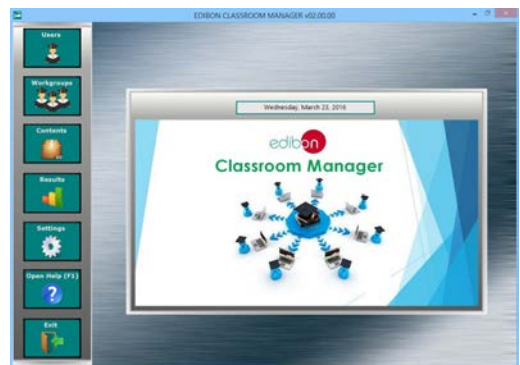 EDIBON CLASSROOM MANAGER v02.00.00
Users
Workgroups
Contents
Results
Settings
Open Help (F1)
Exit
Wednesday, March 23, 2016
edibon
Classroom Manager